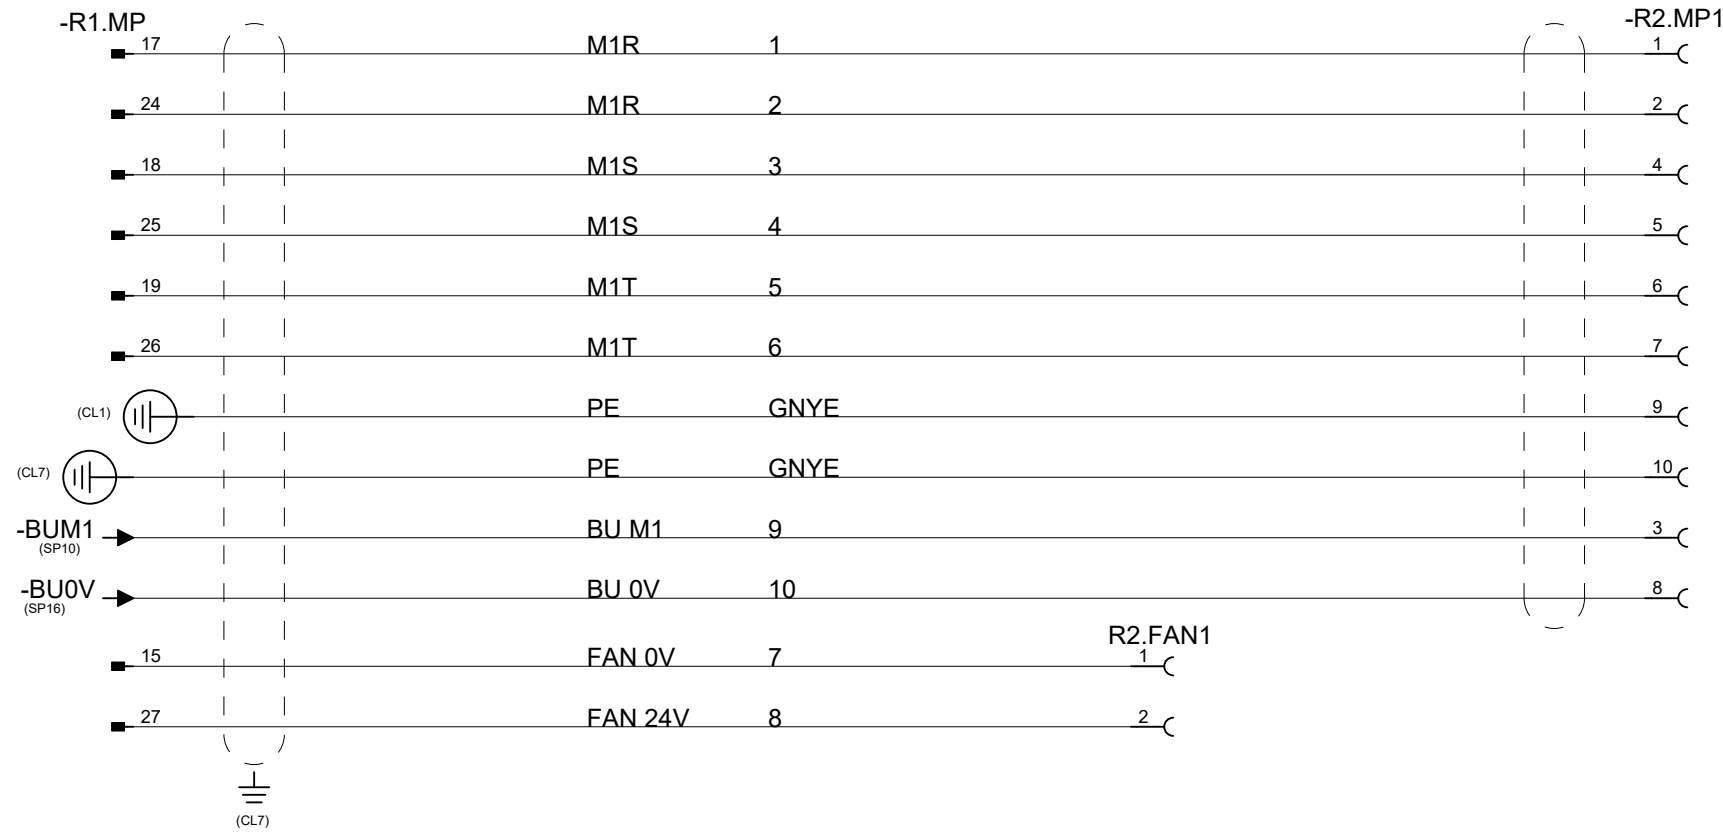 -R1.MP -R2.MP1
17 M1R 1 1
24 M1R 2 2
18 M1S 3 4
25 M1S 4 5
19 M1T 5 6
26 M1T 6 7
(CL1) PE GNYE 9
(CL7) PE GNYE 10
-BUM1 BU M1 9 3
(SP10)
-BU0V BU 0V 10 8
(SP16)
R2.FAN1
15 FAN 0V 7 1
27 FAN 24V 8 2
(CL7)